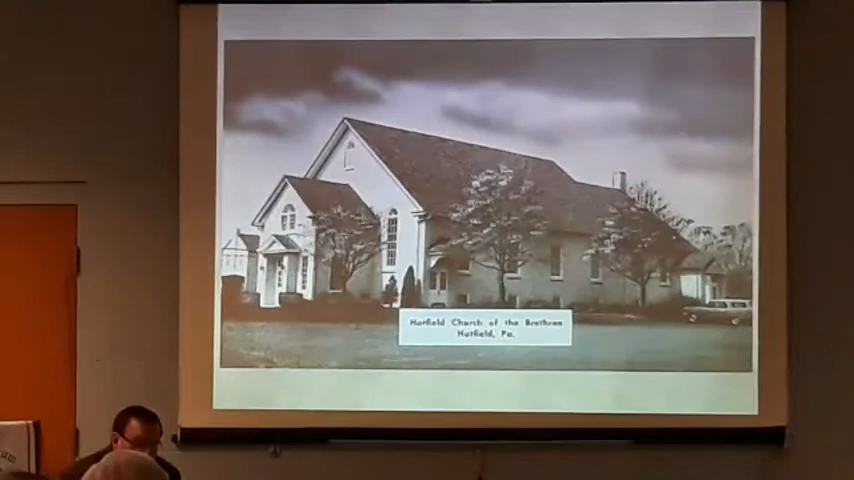 Hatfield Church of the Brethren
Hatfield, Pa.